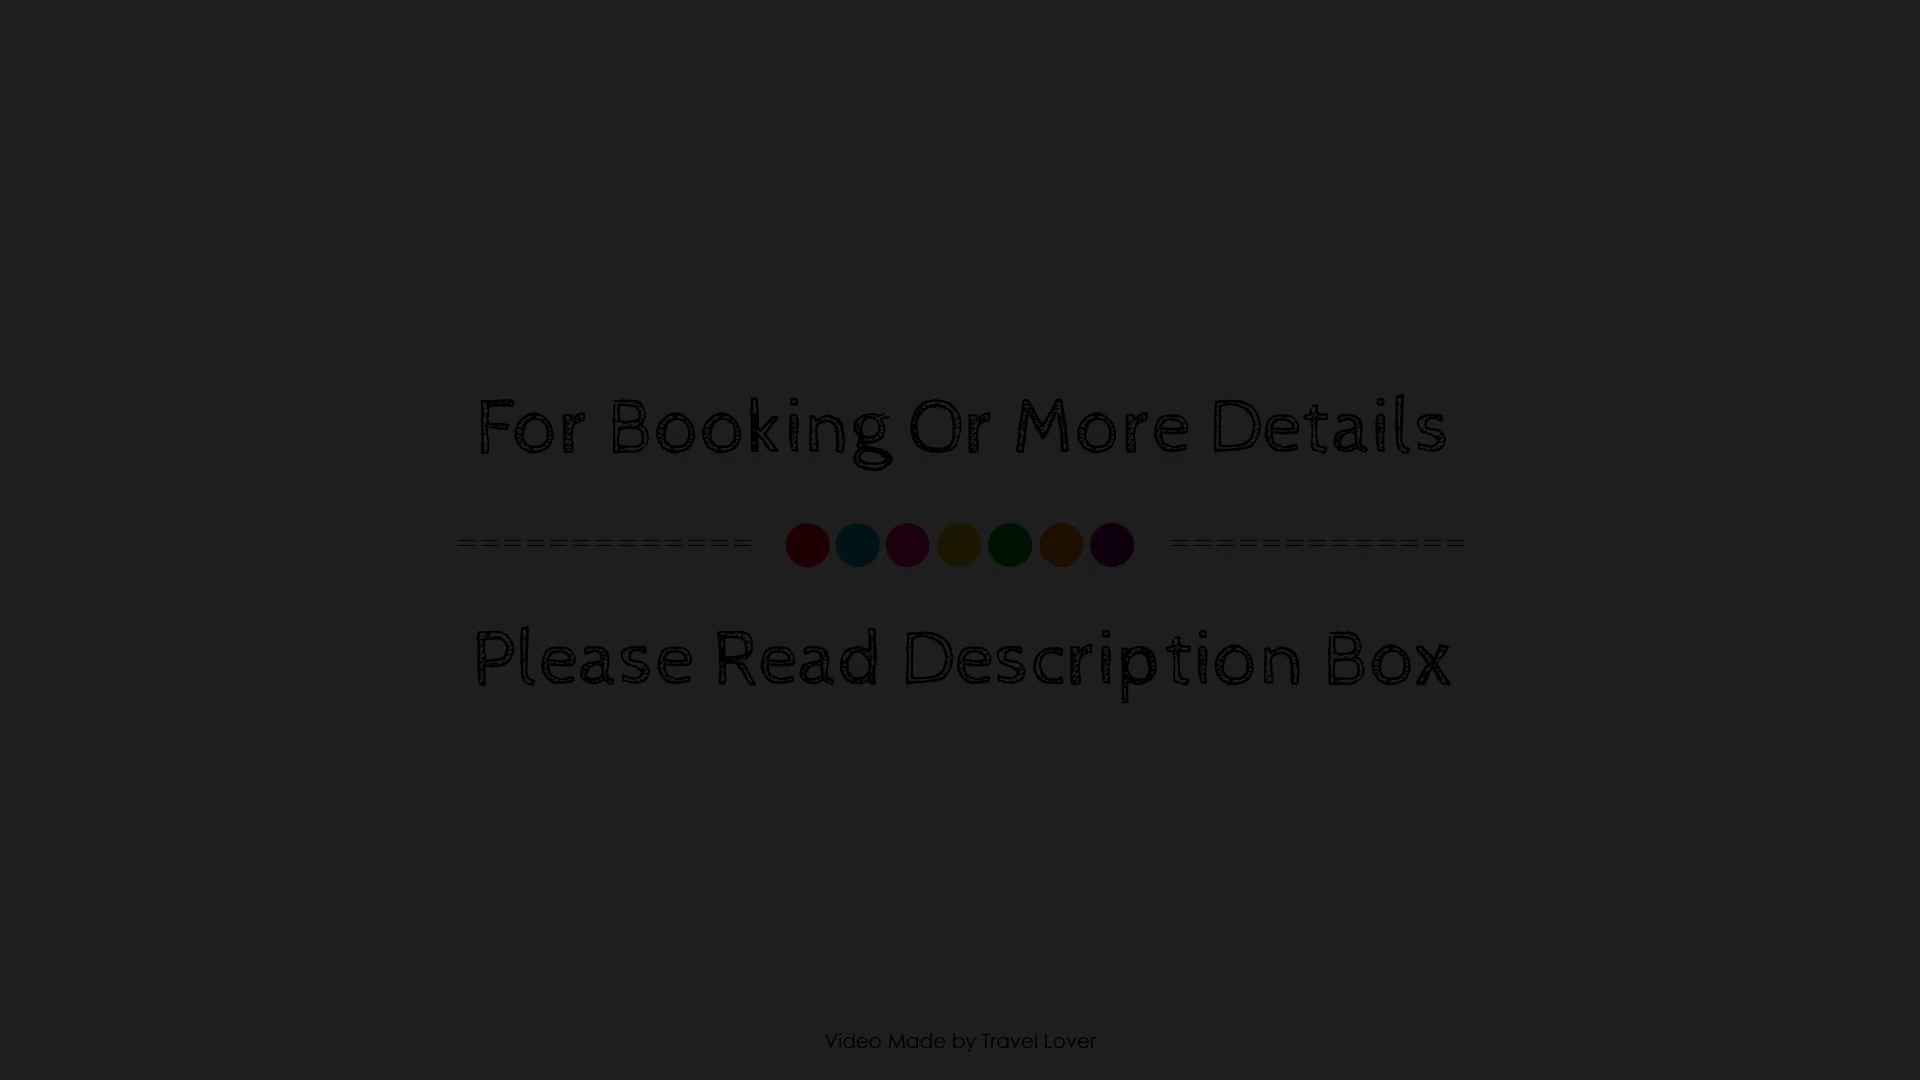 For Booking Or More Details
============= =============
Please Read Description Box
Video Made by Travel Lover